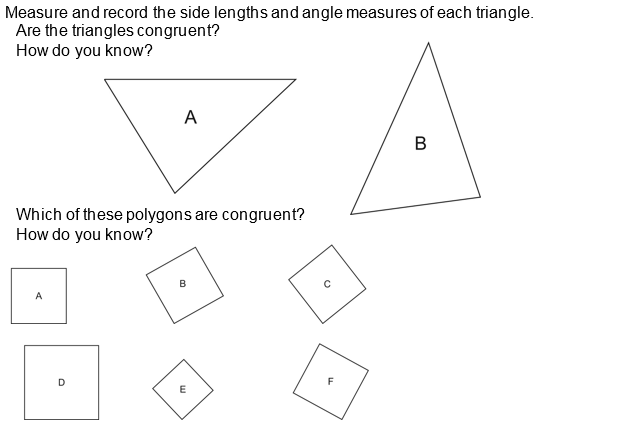 Measure and record the side lengths and angle measures of each triangle.
Are the triangles congruent?
How do you know?
A
B
Which of these polygons are congruent?
How do you know?
A
B
C
D
E
F